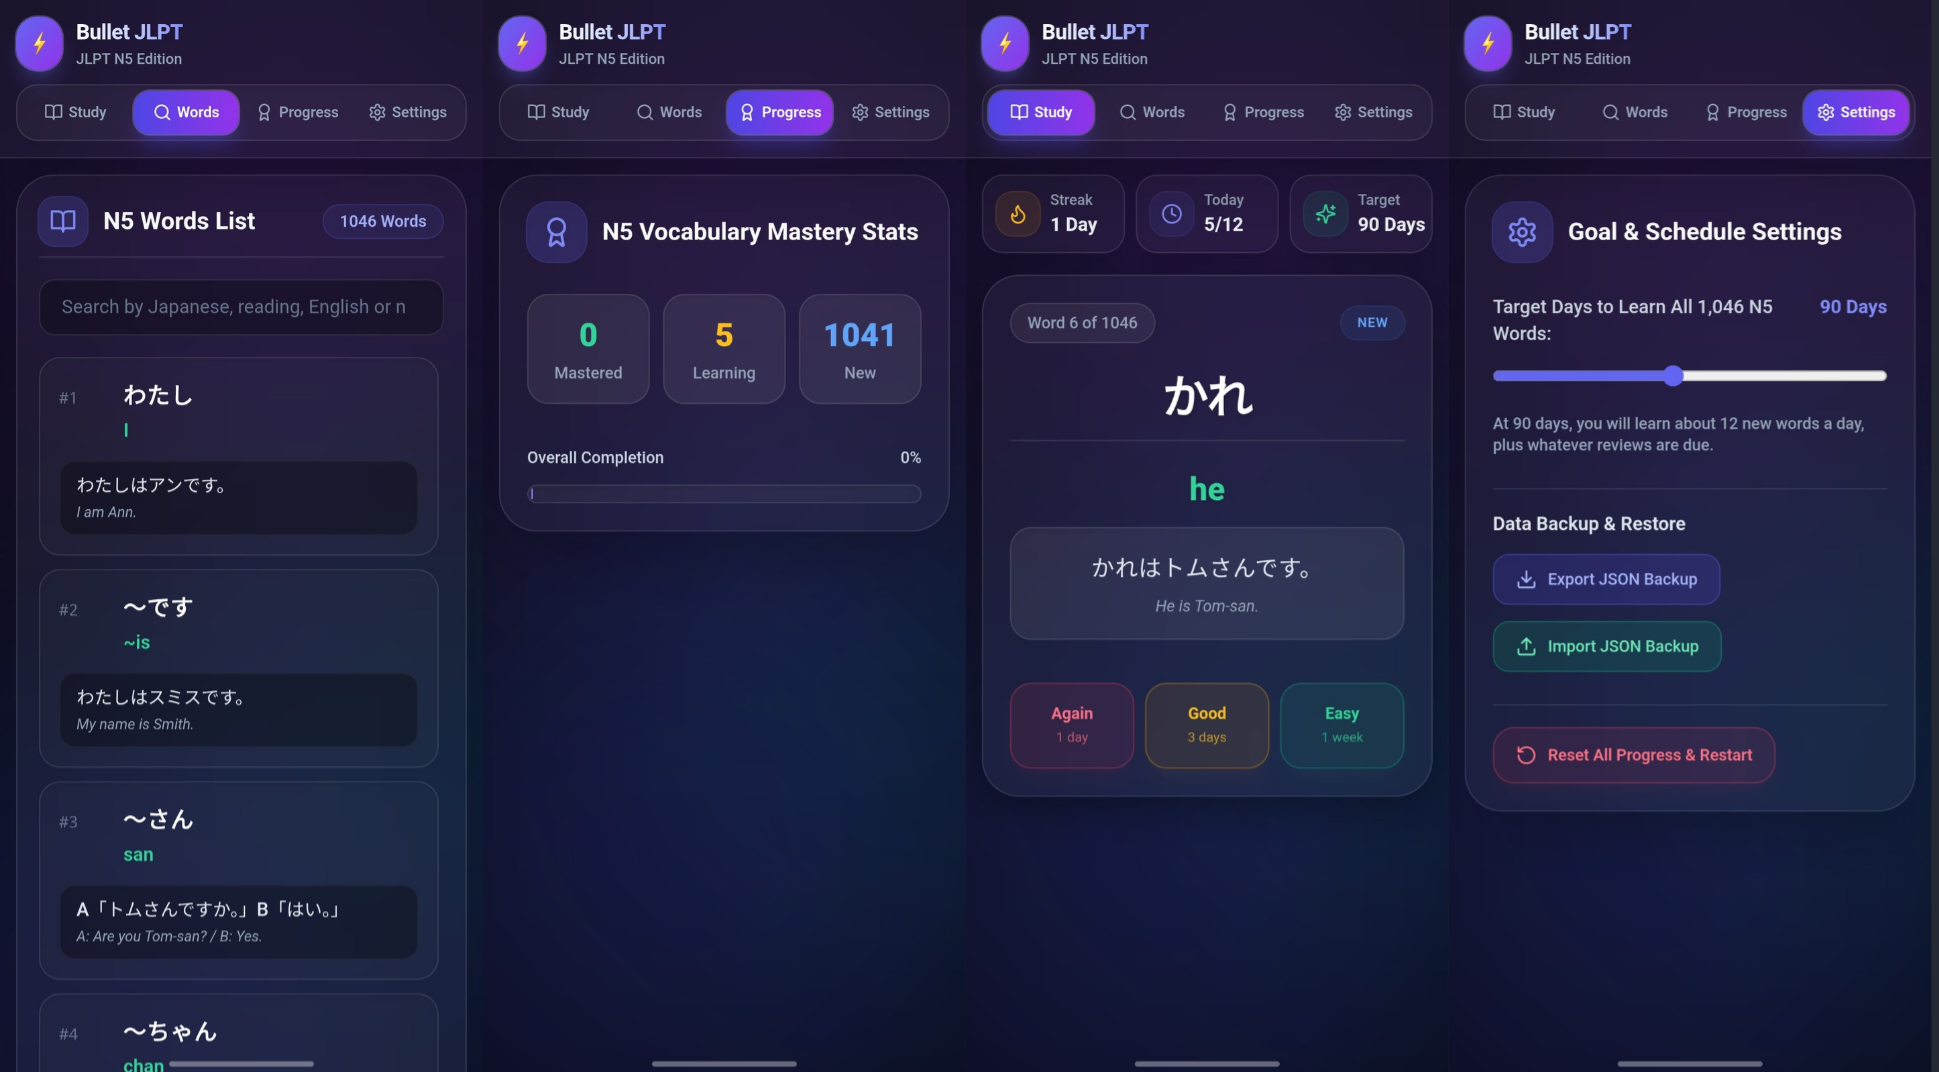 Bullet JLPT
JLPT N5 Edition
Study
Words
Progress
Settings
N5 Words List
1046 Words
Search by Japanese, reading, English or n
#1
わたし
I
わたしはアンです。
I am Ann.
#2
〜です
~is
わたしはスミスです。
My name is Smith.
#3
〜さん
san
A「トムさんですか。」B「はい。」
A: Are you Tom-san? / B: Yes.
#4
〜ちゃん
chan
Bullet JLPT
JLPT N5 Edition
Study
Words
Progress
Settings
N5 Vocabulary Mastery Stats
0
Mastered
5
Learning
1041
New
Overall Completion
0%
Bullet JLPT
JLPT N5 Edition
Study
Words
Progress
Settings
Streak
1 Day
Today
5/12
Target
90 Days
Word 6 of 1046
NEW
かれ
he
かれはトムさんです。
He is Tom-san.
Again
1 day
Good
3 days
Easy
1 week
Bullet JLPT
JLPT N5 Edition
Study
Words
Progress
Settings
Goal & Schedule Settings
Target Days to Learn All 1,046 N5
Words:
90 Days
At 90 days, you will learn about 12 new words a day,
plus whatever reviews are due.
Data Backup & Restore
Export JSON Backup
Import JSON Backup
Reset All Progress & Restart